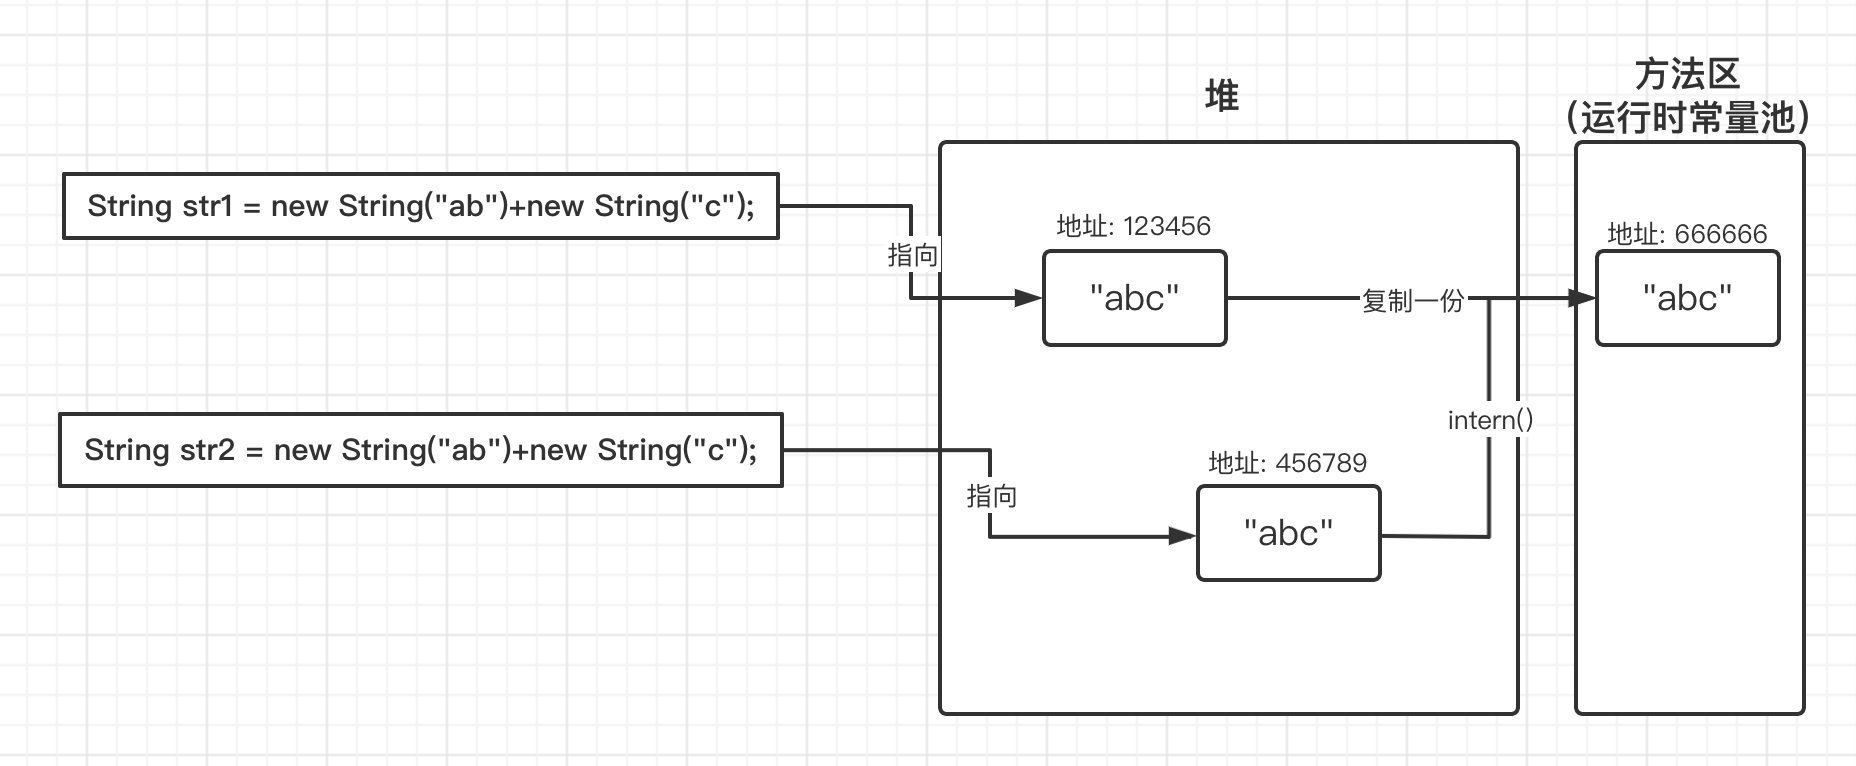 堆
方法区
(运行时常量池)
String str1 = new String("ab")+new String("c");
指向
地址: 123456
"abc"
复制一份
地址: 666666
"abc"
intern()
String str2 = new String("ab")+new String("c");
指向
地址: 456789
"abc"